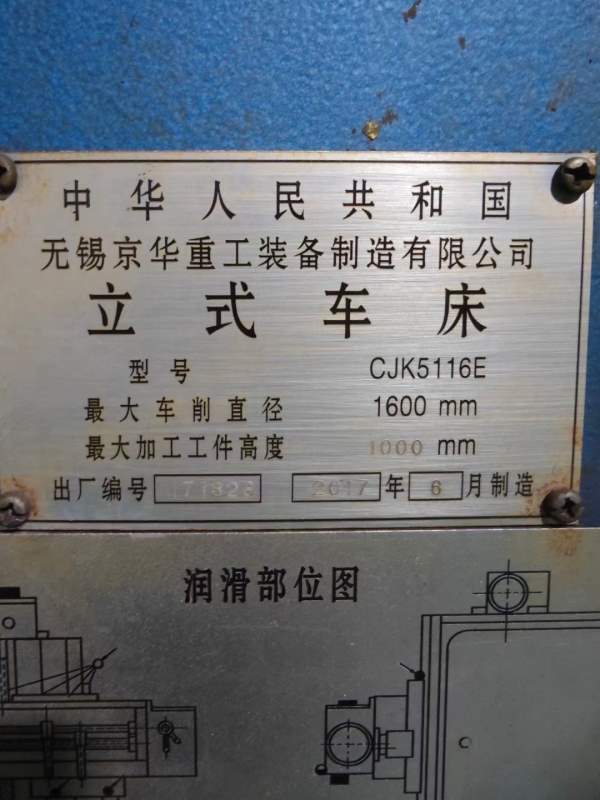 中华人民共和国
无锡京华重工装备制造有限公司
立式车床
型号 CJK5116E
最大车削直径 1600 mm
最大加工工件高度 1000 mm
出厂编号 2017 年 6 月制造
润滑部位图